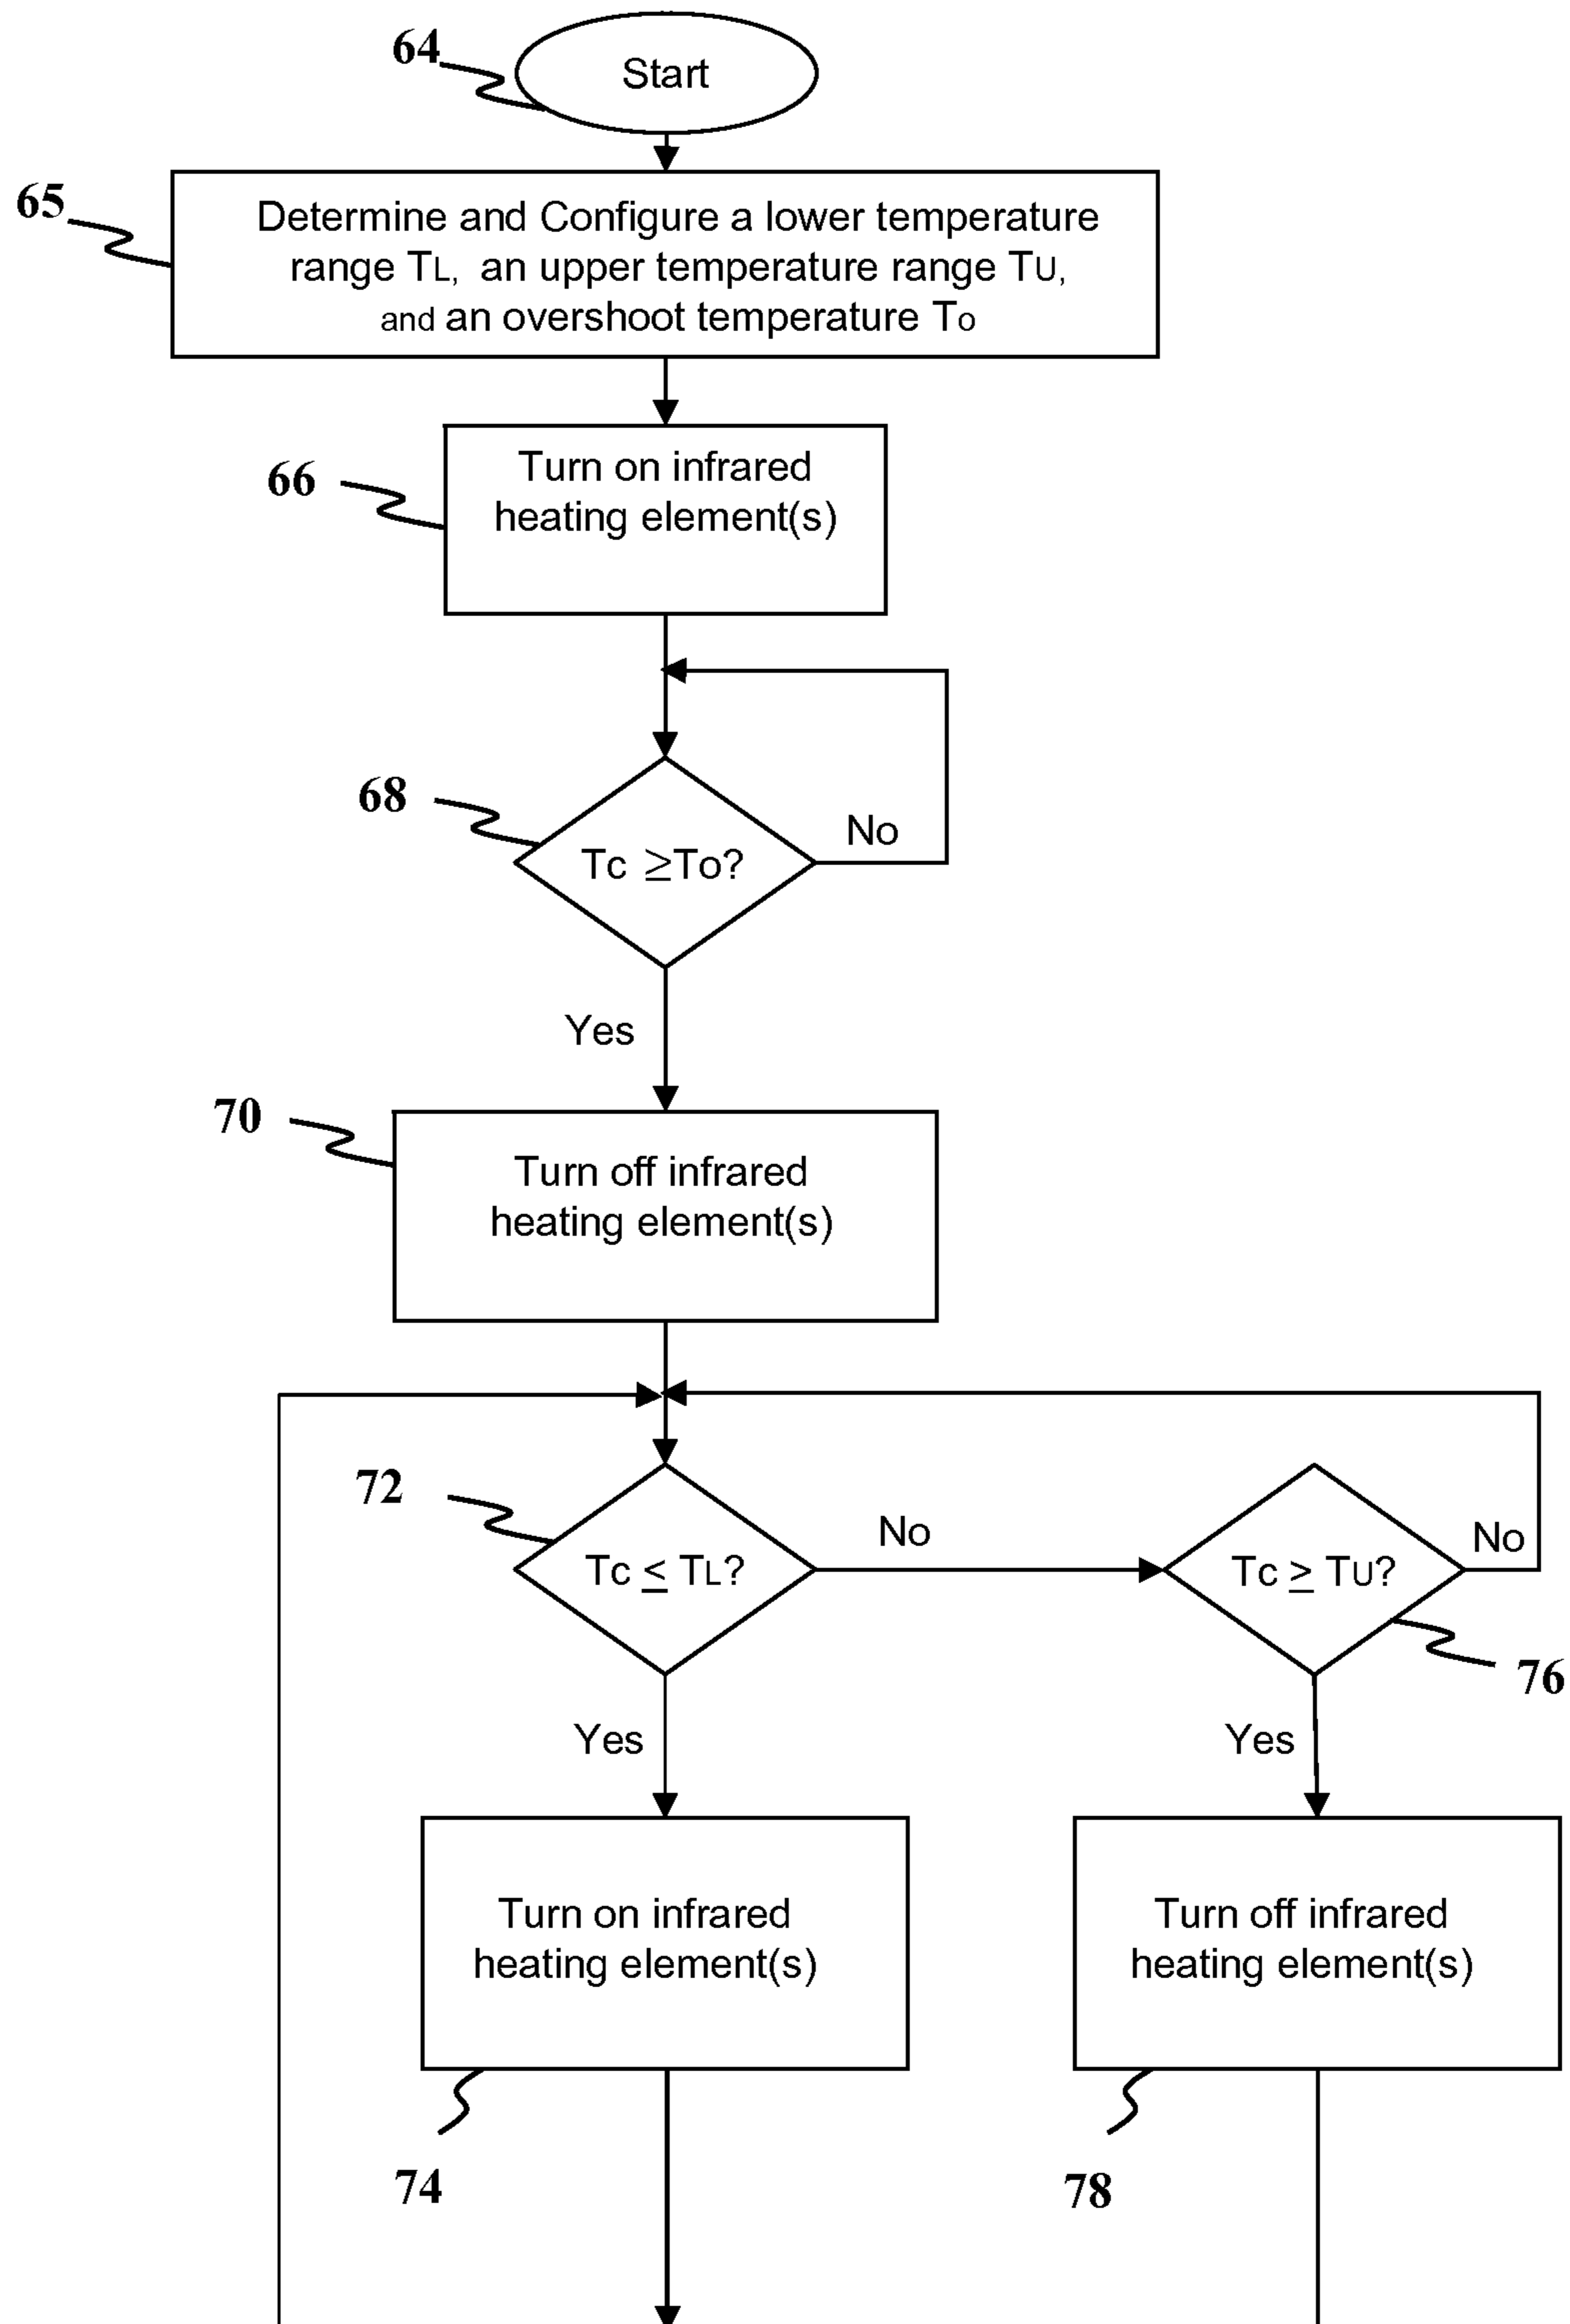 64
Start
65
Determine and Configure a lower temperature
range TL, an upper temperature range TU,
and an overshoot temperature To
66
Turn on infrared
heating element(s)
68
No
Tc ≥To?
Yes
70
Turn off infrared
heating element(s)
72
No
No
Tc ≤ TL?
Tc ≥ TU?
76
Yes
Yes
Turn on infrared
heating element(s)
Turn off infrared
heating element(s)
74
78